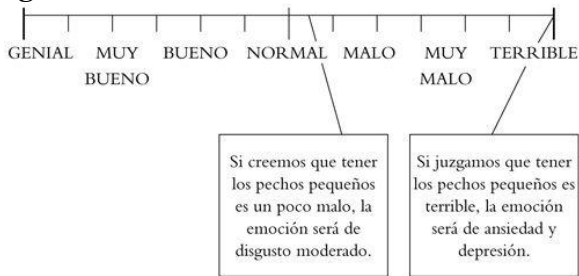 GENIAL MUY BUENO NORMAL MALO MUY TERRIBLE
BUENO MALO
Si creemos que tener
los pechos pequeños
es un poco malo, la
emoción será de
disgusto moderado.
Si juzgamos que tener
los pechos pequeños es
terrible, la emoción
será de ansiedad y
depresión.